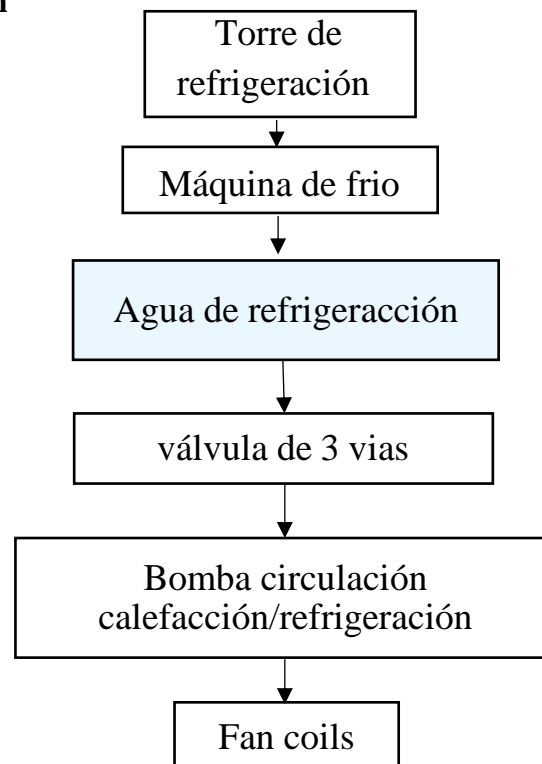 Torre de
refrigeración
Máquina de frio
Agua de refrigeracción
válvula de 3 vias
Bomba circulación
calefacción/refrigeración
Fan coils